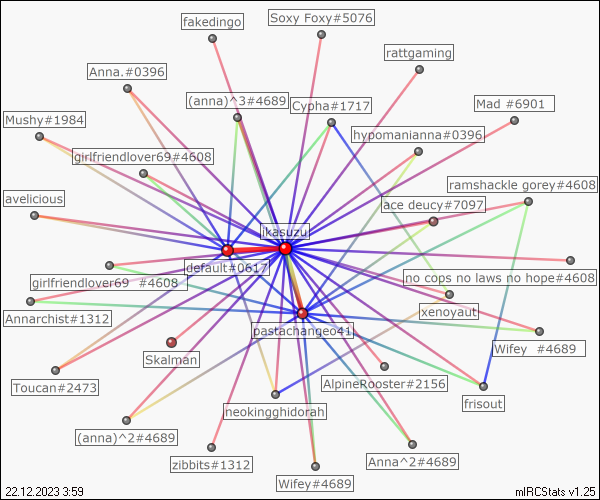 Soxy Foxy#5076
fakedingo
rattgaming
Anna.#0396
(anna)^3#4689
Cypha#1717
Mad #6901
Mushy#1984
hypomanianna#0396
girlfriendlover69#4608
ramshackle gorey#4608
avelicious
ace deucy#7097
ikasuzu
default#0617
girlfriendlover69 #4608
no cops no laws no hope#4608
Annarchist#1312
xenoyaut
pastachangeo41
Wifey #4689
Skalman
Toucan#2473
AlpineRooster#2156
neokingghidorah
frisout
(anna)^2#4689
zibbits#1312
Anna^2#4689
Wifey#4689
22.12.2023 3:59
mIRCStats v1.25